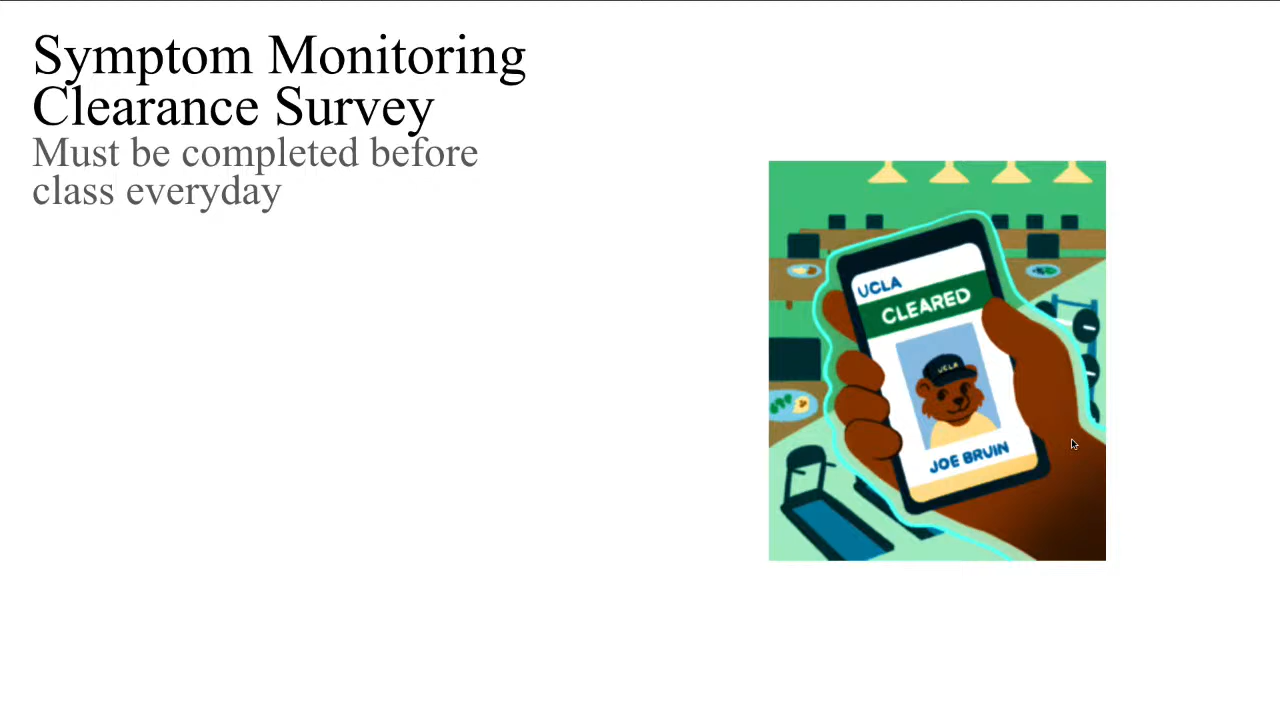 Symptom Monitoring
Clearance Survey
Must be completed before
class everyday
UCLA
CLEARED
UCLA
JOE BRUIN